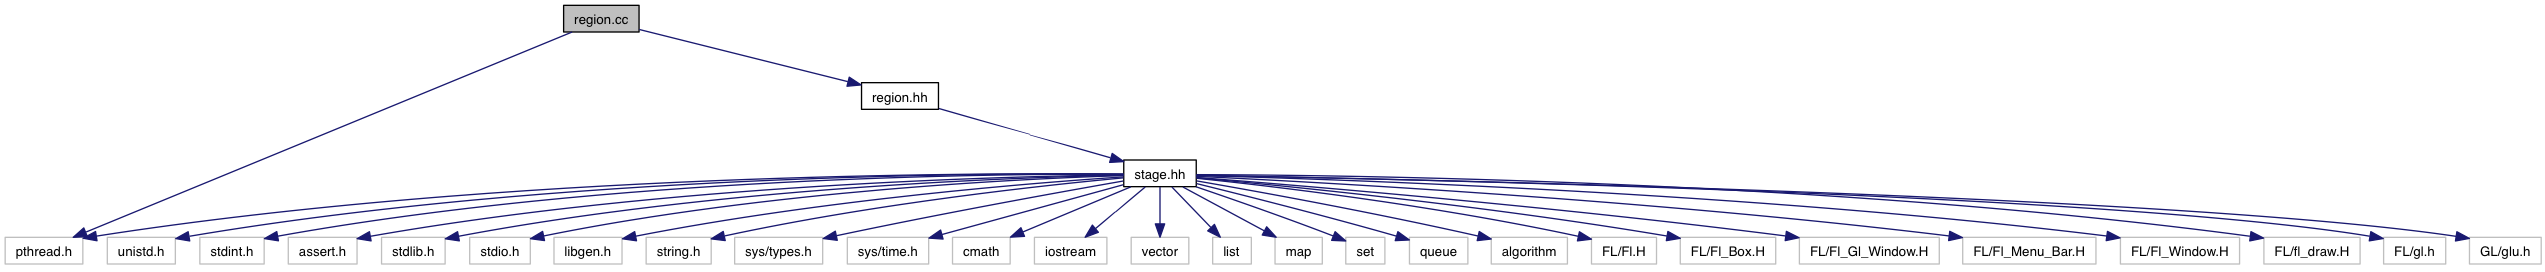 region.cc
region.hh
stage.hh
pthread.h
unistd.h
stdint.h
assert.h
stdlib.h
stdio.h
libgen.h
string.h
sys/types.h
sys/time.h
cmath
iostream
vector
list
map
set
queue
algorithm
FL/Fl.H
FL/Fl_Box.H
FL/Fl_Gl_Window.H
FL/Fl_Menu_Bar.H
FL/Fl_Window.H
FL/fl_draw.H
FL/gl.h
GL/glu.h